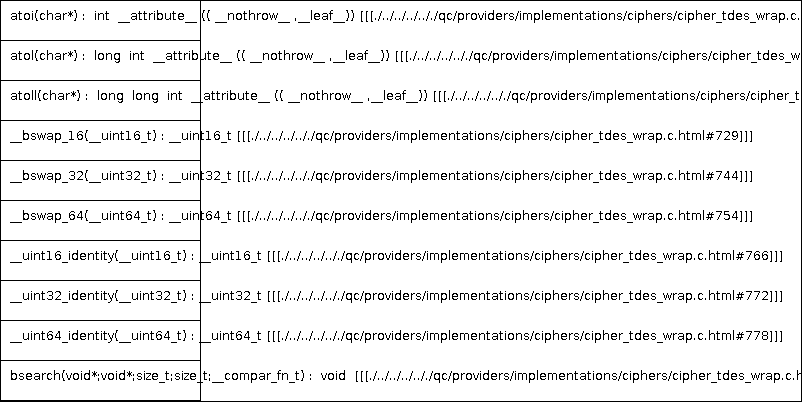 atoi(char*) : int __attribute__ (( __nothrow__ ,__leaf__)) [[[./../../../../qc/providers/implementations/ciphers/cipher_tdes_wrap.c.
atol(char*) : long int __attribute__ (( __nothrow__ ,__leaf__)) [[[./../../../../qc/providers/implementations/ciphers/cipher_tdes_w
atoll(char*) : long long int __attribute__ (( __nothrow__ ,__leaf__)) [[[./../../../../qc/providers/implementations/ciphers/cipher_t
__bswap_16(__uint16_t) : __uint16_t [[[./../../../../qc/providers/implementations/ciphers/cipher_tdes_wrap.c.html#729]]]
__bswap_32(__uint32_t) : __uint32_t [[[./../../../../qc/providers/implementations/ciphers/cipher_tdes_wrap.c.html#744]]]
__bswap_64(__uint64_t) : __uint64_t [[[./../../../../qc/providers/implementations/ciphers/cipher_tdes_wrap.c.html#754]]]
__uint16_identity(__uint16_t) : __uint16_t [[[./../../../../qc/providers/implementations/ciphers/cipher_tdes_wrap.c.html#766]]]
__uint32_identity(__uint32_t) : __uint32_t [[[./../../../../qc/providers/implementations/ciphers/cipher_tdes_wrap.c.html#772]]]
__uint64_identity(__uint64_t) : __uint64_t [[[./../../../../qc/providers/implementations/ciphers/cipher_tdes_wrap.c.html#778]]]
bsearch(void*;void*;size_t;size_t;__compar_fn_t) : void [[[./../../../../qc/providers/implementations/ciphers/cipher_tdes_wrap.c.h